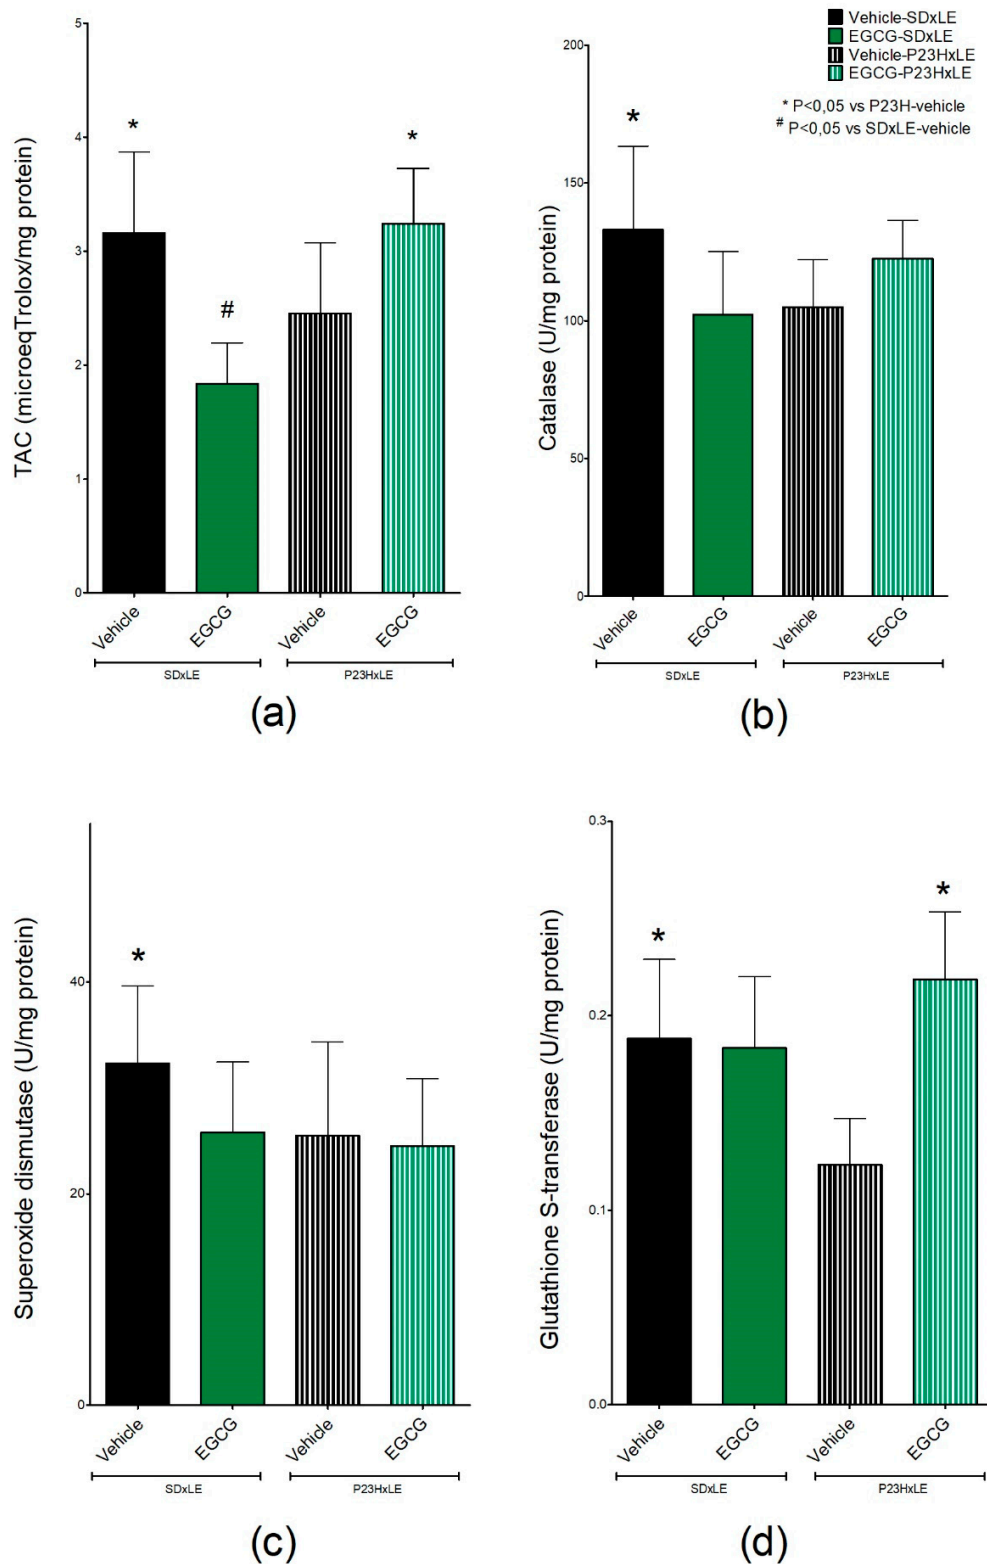 Vehicle-SDxLE
EGCG-SDxLE
Vehicle-P23HxLE
EGCG-P23HxLE
* P<0,05 vs P23H-vehicle
# P<0,05 vs SDxLE-vehicle
TAC (microeqTrolox/mg protein)
5
4
3
2
1
0
*
#
*
Vehicle
EGCG
Vehicle
EGCG
SDxLE
P23HxLE
(a)
Catalase (U/mg protein)
200
150
100
50
0
*
Vehicle
EGCG
Vehicle
EGCG
SDxLE
P23HxLE
(b)
Superoxide dismutase (U/mg protein)
40
20
0
*
Vehicle
EGCG
Vehicle
EGCG
SDxLE
P23HxLE
(c)
Glutathione S-transferase (U/mg protein)
0.3
0.2
0.1
0.0
*
*
Vehicle
EGCG
Vehicle
EGCG
SDxLE
P23HxLE
(d)